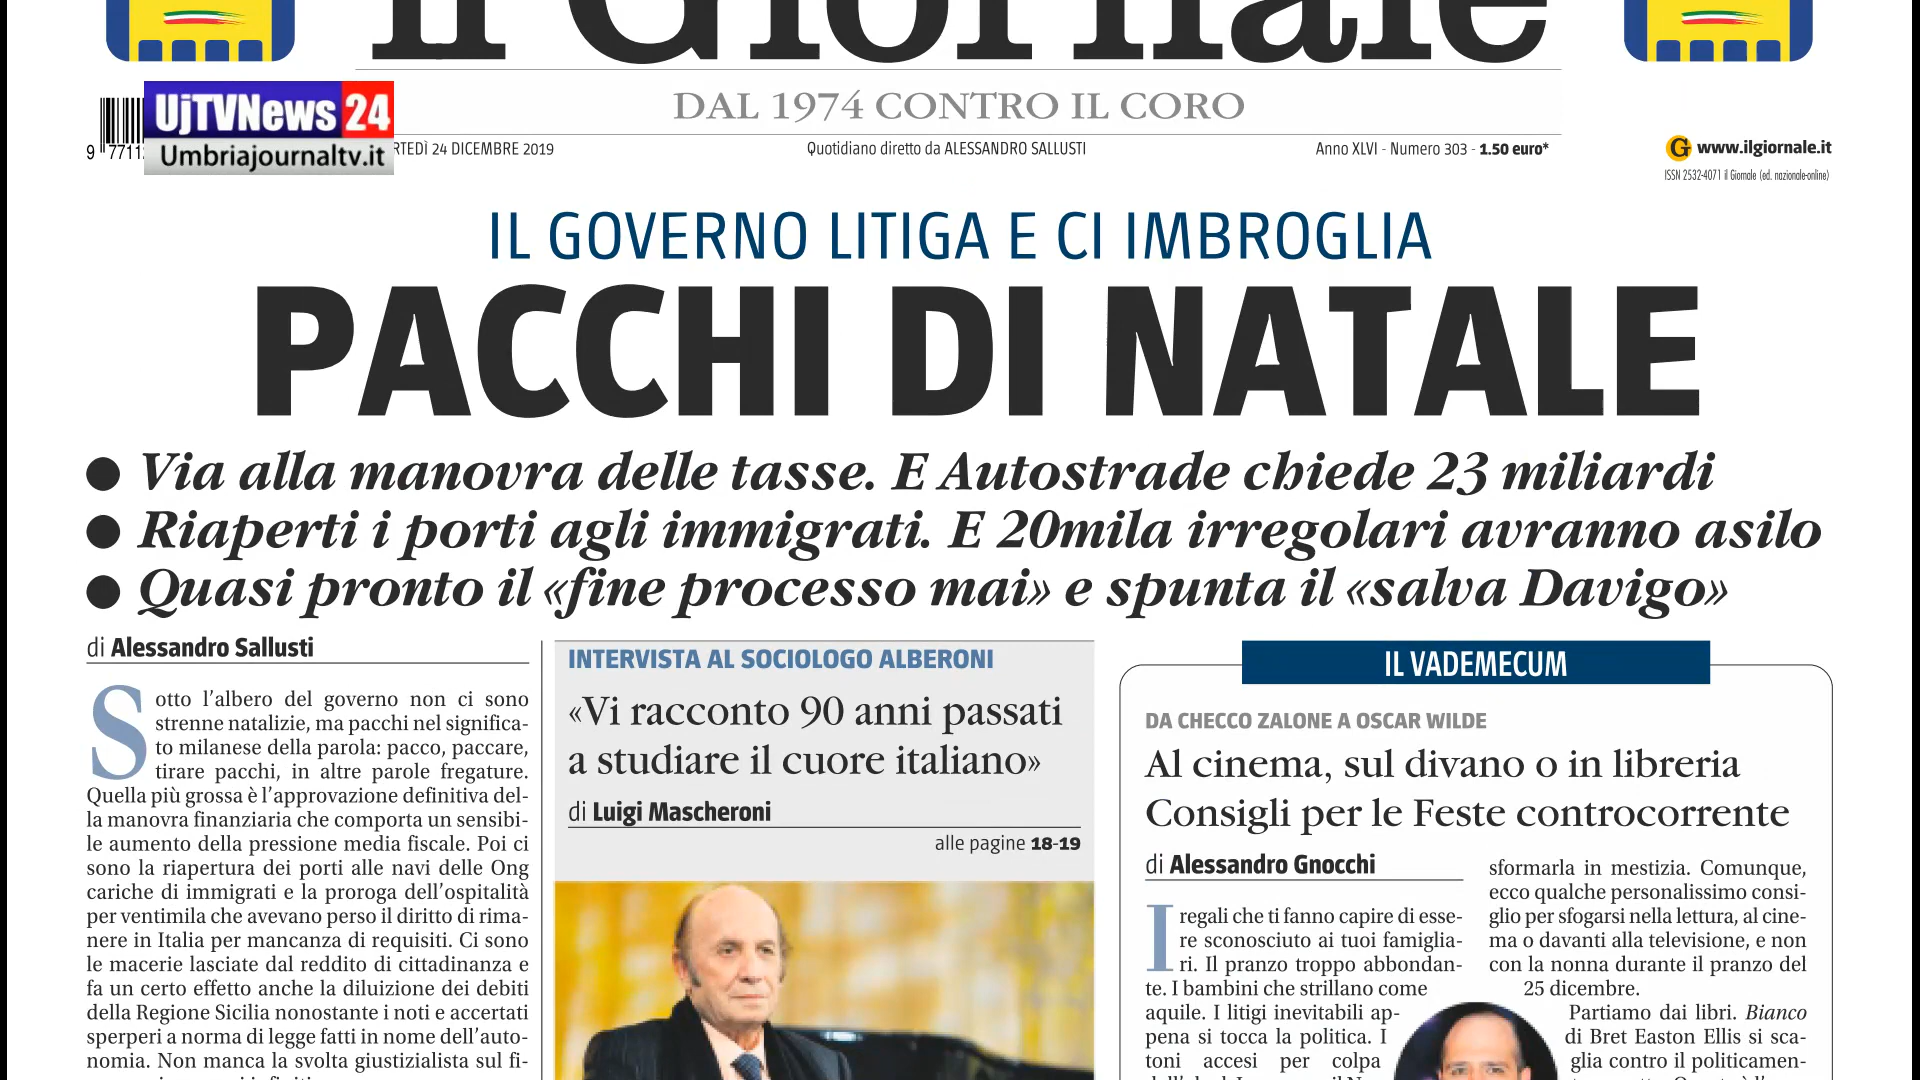 il Giornale
DAL 1974 CONTRO IL CORO
UjTVNews 24
Umbriajournaltv.it
9 7711
RTEDÌ 24 DICEMBRE 2019
Quotidiano diretto da ALESSANDRO SALLUSTI
Anno XLVI - Numero 303 - 1.50 euro*
G www.ilgiornale.it
ISSN 2532-4071 il Giornale (ed. nazionale-online)
IL GOVERNO LITIGA E CI IMBROGLIA
PACCHI DI NATALE
● Via alla manovra delle tasse. E Autostrade chiede 23 miliardi
● Riaperti i porti agli immigrati. E 20mila irregolari avranno asilo
● Quasi pronto il «fine processo mai» e spunta il «salva Davigo»
di Alessandro Sallusti
Sotto l'albero del governo non ci sono
strenne natalizie, ma pacchi nel significa-
to milanese della parola: pacco, paccare,
tirare pacchi, in altre parole fregature.
Quella più grossa è l'approvazione definitiva del-
la manovra finanziaria che comporta un sensibi-
le aumento della pressione media fiscale. Poi ci
sono la riapertura dei porti alle navi delle Ong
cariche di immigrati e la proroga dell'ospitalità
per ventimila che avevano perso il diritto di rima-
nere in Italia per mancanza di requisiti. Ci sono
le macerie lasciate dal reddito di cittadinanza e
fa un certo effetto anche la diluizione dei debiti
della Regione Sicilia nonostante i noti e accertati
sperperi a norma di legge fatti in nome dell'auto-
nomia. Non manca la svolta giustizialista sul fi-
INTERVISTA AL SOCIOLOGO ALBERONI
«Vi racconto 90 anni passati
a studiare il cuore italiano»
di Luigi Mascheroni
alle pagine 18-19
IL VADEMECUM
DA CHECCO ZALONE A OSCAR WILDE
Al cinema, sul divano o in libreria
Consigli per le Feste controcorrente
di Alessandro Gnocchi
I regali che ti fanno capire di esse-
re sconosciuto ai tuoi famiglia-
ri. Il pranzo troppo abbondan-
te. I bambini che strillano come
aquile. I litigi inevitabili ap-
pena si tocca la politica. I
toni accesi per colpa
sformarla in mestizia. Comunque,
ecco qualche personalissimo consi-
glio per sfogarsi nella lettura, al cine-
ma o davanti alla televisione, e non
con la nonna durante il pranzo del
25 dicembre.
Partiamo dai libri. Bianco
di Bret Easton Ellis si sca-
glia contro il politicamen-